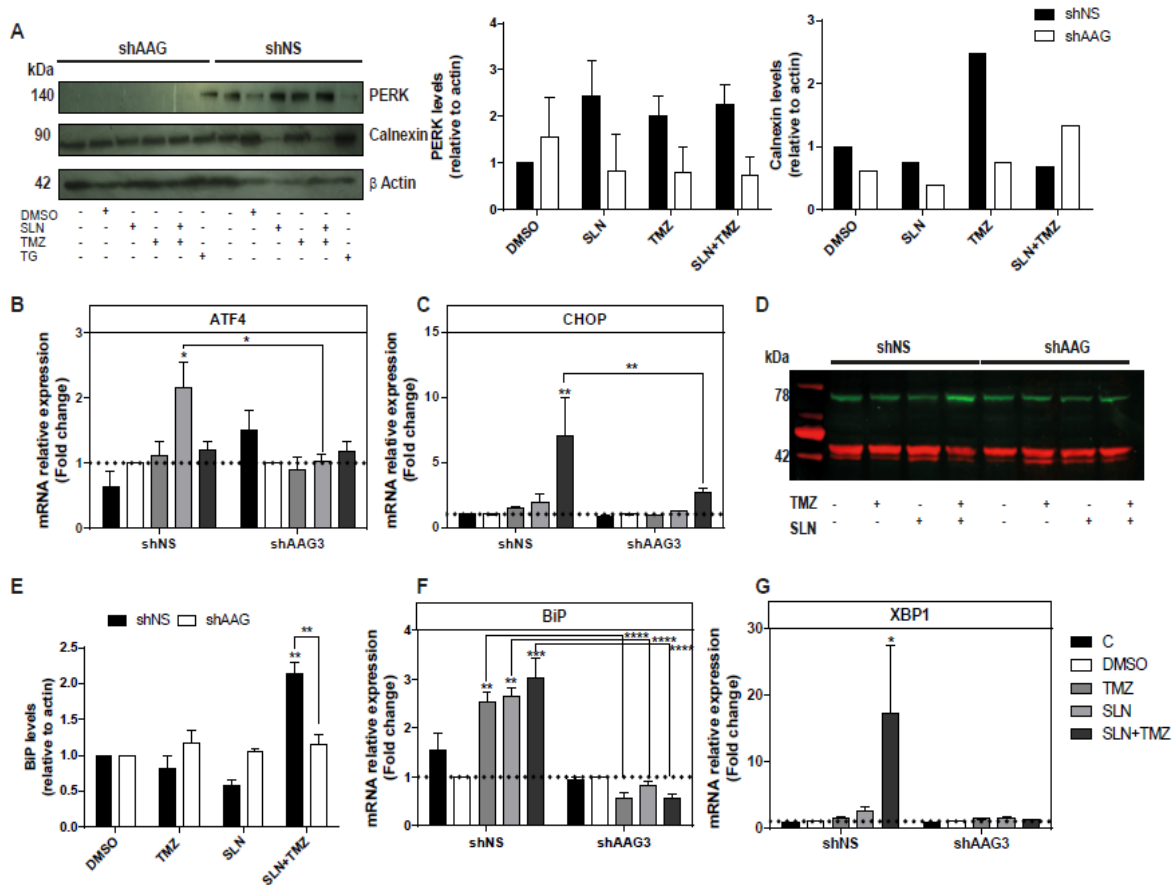 A
shAAG shNS
kDa
140 PERK
90 Calnexin
42 β Actin
DMSO - + - - - - - + - - - -
SLN - - + - + - - - + - + -
TMZ - - - + + - - - - + + -
TG - - - - - + - - - - - +
PERK levels
(relative to actin)
4
3
2
1
0
DMSO SLN TMZ SLN+TMZ
Calnexin levels
(relative to actin)
3
2
1
0
DMSO SLN TMZ SLN+TMZ
shNS
shAAG
B
ATF4
mRNA relative expression
(Fold change)
3
2
1
0
* *
shNS shAAG3
C
CHOP
mRNA relative expression
(Fold change)
15
10
5
0
** **
shNS shAAG3
D
kDa shNS shAAG
78
42
TMZ - + - + - + - +
SLN - - + + - - + +
E
shNS shAAG
BiP levels
(relative to actin)
2.5
2.0
1.5
1.0
0.5
0.0
** **
DMSO TMZ SLN SLN+TMZ
F
BiP
mRNA relative expression
(Fold change)
4
3
2
1
0
** ** *** **** **** ****
shNS shAAG3
G
XBP1
mRNA relative expression
(Fold change)
30
20
10
0
*
shNS shAAG3
C
DMSO
TMZ
SLN
SLN+TMZ